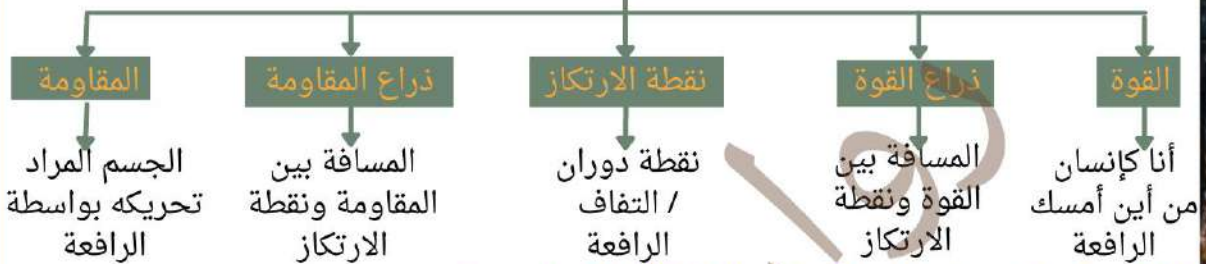 القوة
ذراع القوة
نقطة الارتكاز
ذراع المقاومة
المقاومة
أنا كإنسان
من أين أمسك
الرافعة
المسافة بين
القوة ونقطة
الارتكاز
نقطة دوران
/ التفاف
الرافعة
المسافة بين
المقاومة ونقطة
الارتكاز
الجسم المراد
تحريكه بواسطة
الرافعة